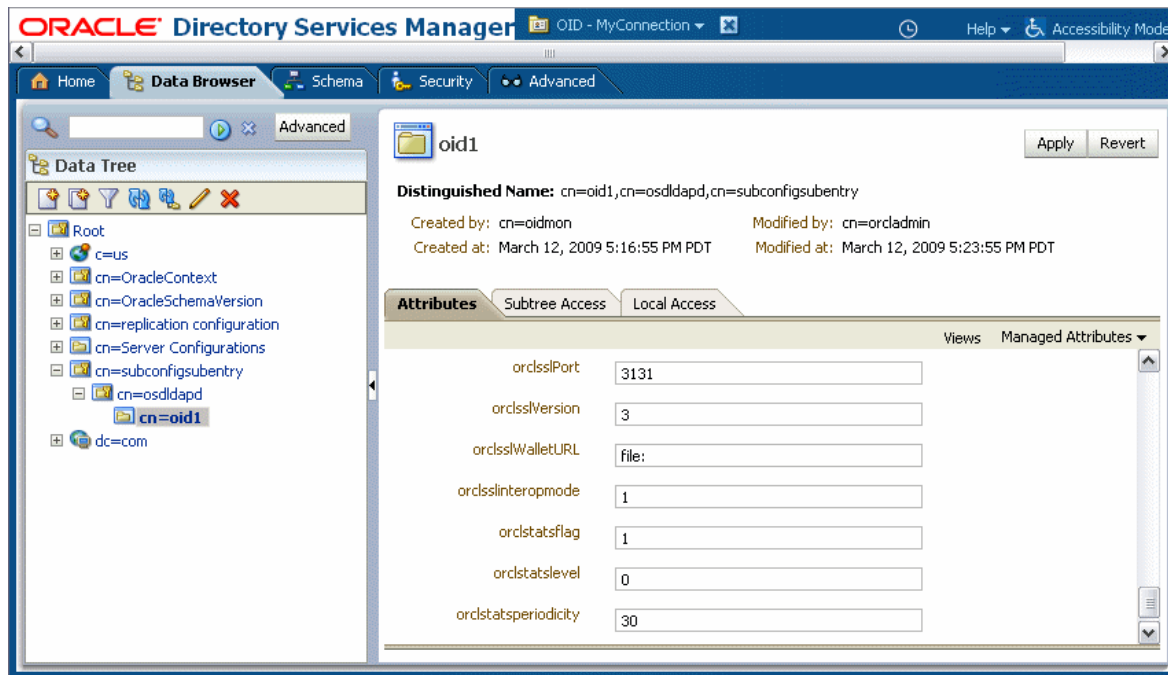 ORACLE Directory Services Manager OID - MyConnection Help Accessibility Mode
Home Data Browser Schema Security Advanced
Advanced
Data Tree
Root
c=us
cn=OracleContext
cn=OracleSchemaVersion
cn=replication configuration
cn=Server Configurations
cn=subconfigsubentry
cn=osdldapd
cn=oid1
dc=com
oid1 Apply Revert
Distinguished Name: cn=oid1,cn=osdldapd,cn=subconfigsubentry
Created by: cn=oidmon Modified by: cn=orcladmin
Created at: March 12, 2009 5:16:55 PM PDT Modified at: March 12, 2009 5:23:55 PM PDT
Attributes Subtree Access Local Access
Views Managed Attributes
orclsslPort 3131
orclsslVersion 3
orclsslWalletURL file:
orclsslinteropmode 1
orclstatsflag 1
orclstatslevel 0
orclstatsperiodicity 30